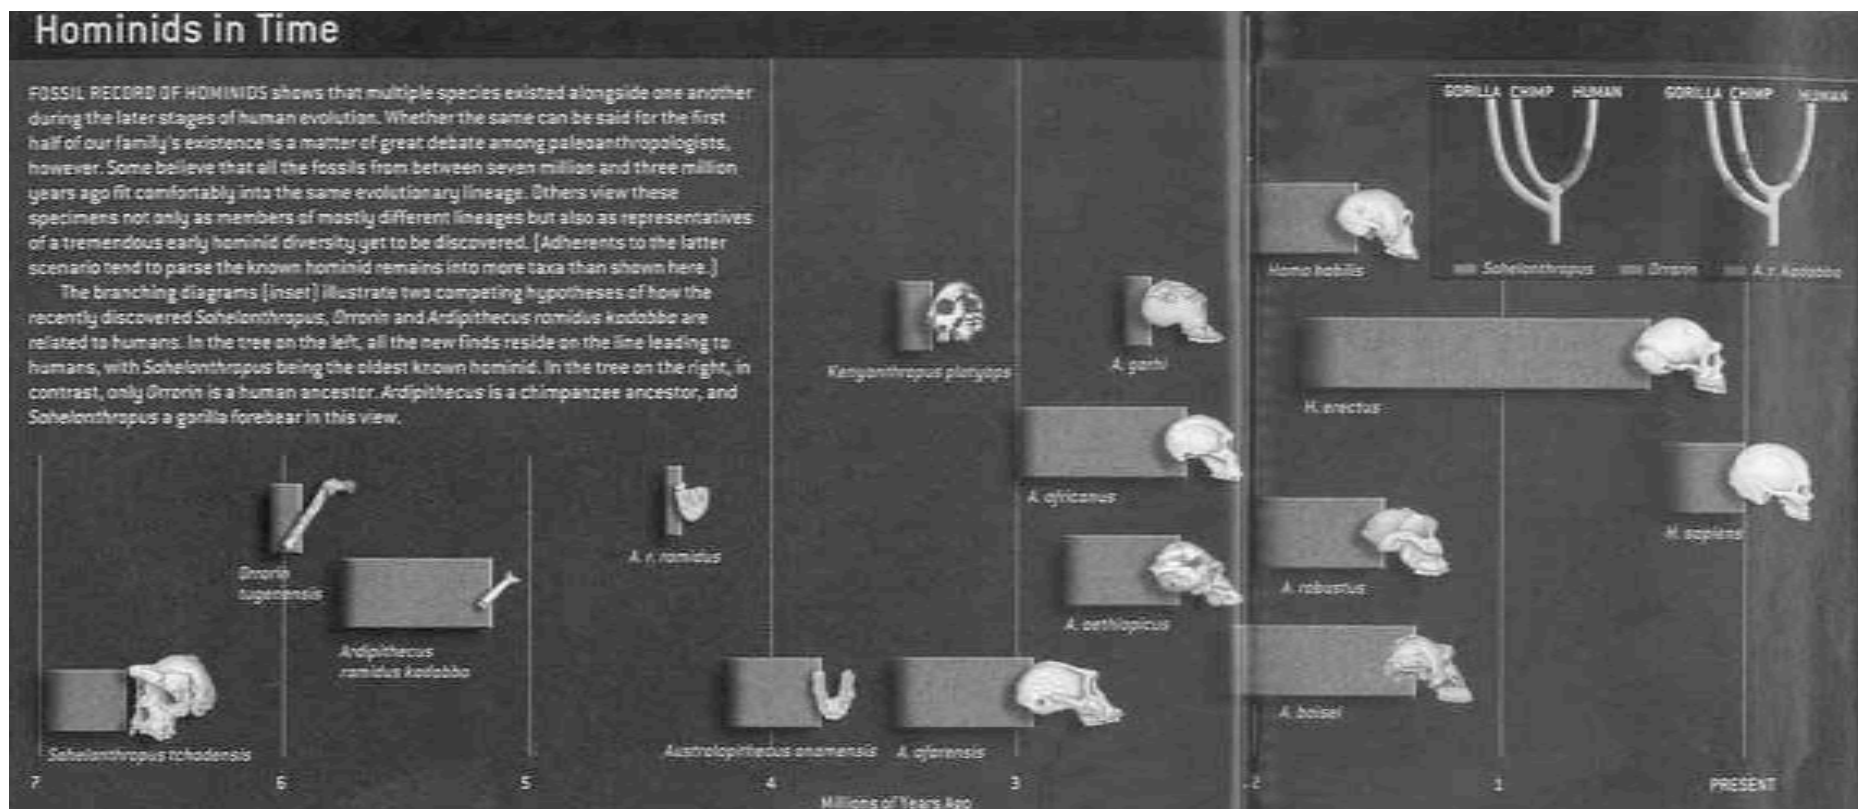 Hominids in Time
FOSSIL RECORD OF HOMINIDS shows that multiple species existed alongside one another
during the later stages of human evolution. Whether the same can be said for the first
half of our family's existence is a matter of great debate among paleoanthropologists,
however. Some believe that all the fossils from between seven million and three million
years ago fit comfortably into the same evolutionary lineage. Others view these
specimens not only as members of mostly different lineages but also as representatives
of a tremendous early hominid diversity yet to be discovered. [Adherents to the latter
scenario tend to parse the known hominid remains into more taxa than shown here.]
The branching diagrams [inset] illustrate two competing hypotheses of how the
recently discovered Sahelanthropus, Orrorin and Ardipithecus ramidus kadabba are
related to humans. In the tree on the left, all the new finds reside on the line leading to
humans, with Sahelanthropus being the oldest known hominid. In the tree on the right, in
contrast, only Orrorin is a human ancestor. Ardipithecus is a chimpanzee ancestor, and
Sahelanthropus a gorilla forebear in this view.
GORILLA CHIMP HUMAN
GORILLA CHIMP HUMAN
Sahelanthropus Orrorin A. r. kadabba
Homo habilis
Kenyanthropus platyops
A. garhi
H. erectus
A. africanus
H. sapiens
A. r. ramidus
Orrorin
tugenensis
A. robustus
A. aethiopicus
Ardipithecus
ramidus kadabba
A. boisei
Sahelanthropus tchadensis
Australopithecus anamensis
A. afarensis
7 6 5 4 3 2 1 PRESENT
Millions of Years Ago